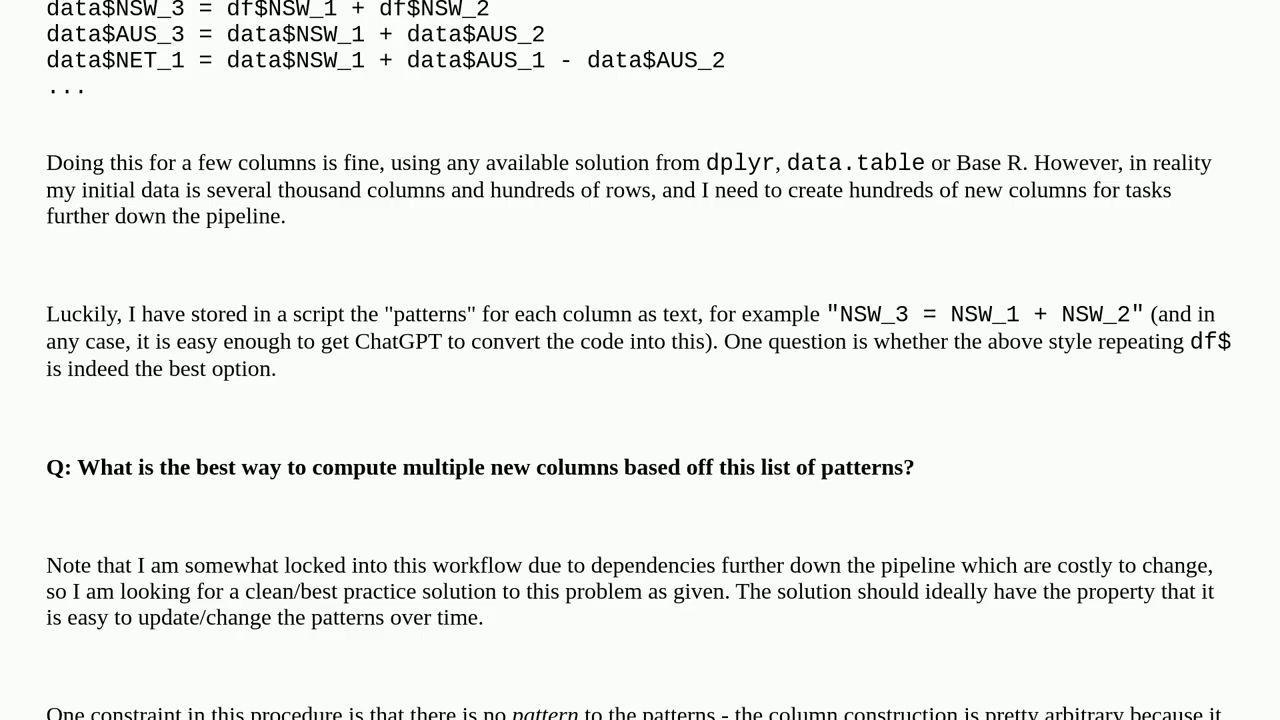 data$NSW_3 = df$NSW_1 + df$NSW_2
data$AUS_3 = data$NSW_1 + data$AUS_2
data$NET_1 = data$NSW_1 + data$AUS_1 - data$AUS_2
...
Doing this for a few columns is fine, using any available solution from dplyr, data.table or Base R. However, in reality
my initial data is several thousand columns and hundreds of rows, and I need to create hundreds of new columns for tasks
further down the pipeline.
Luckily, I have stored in a script the "patterns" for each column as text, for example "NSW_3 = NSW_1 + NSW_2" (and in
any case, it is easy enough to get ChatGPT to convert the code into this). One question is whether the above style repeating df$
is indeed the best option.
Q: What is the best way to compute multiple new columns based off this list of patterns?
Note that I am somewhat locked into this workflow due to dependencies further down the pipeline which are costly to change,
so I am looking for a clean/best practice solution to this problem as given. The solution should ideally have the property that it
is easy to update/change the patterns over time.
One constraint in this procedure is that there is no pattern to the patterns - the column construction is pretty arbitrary because it